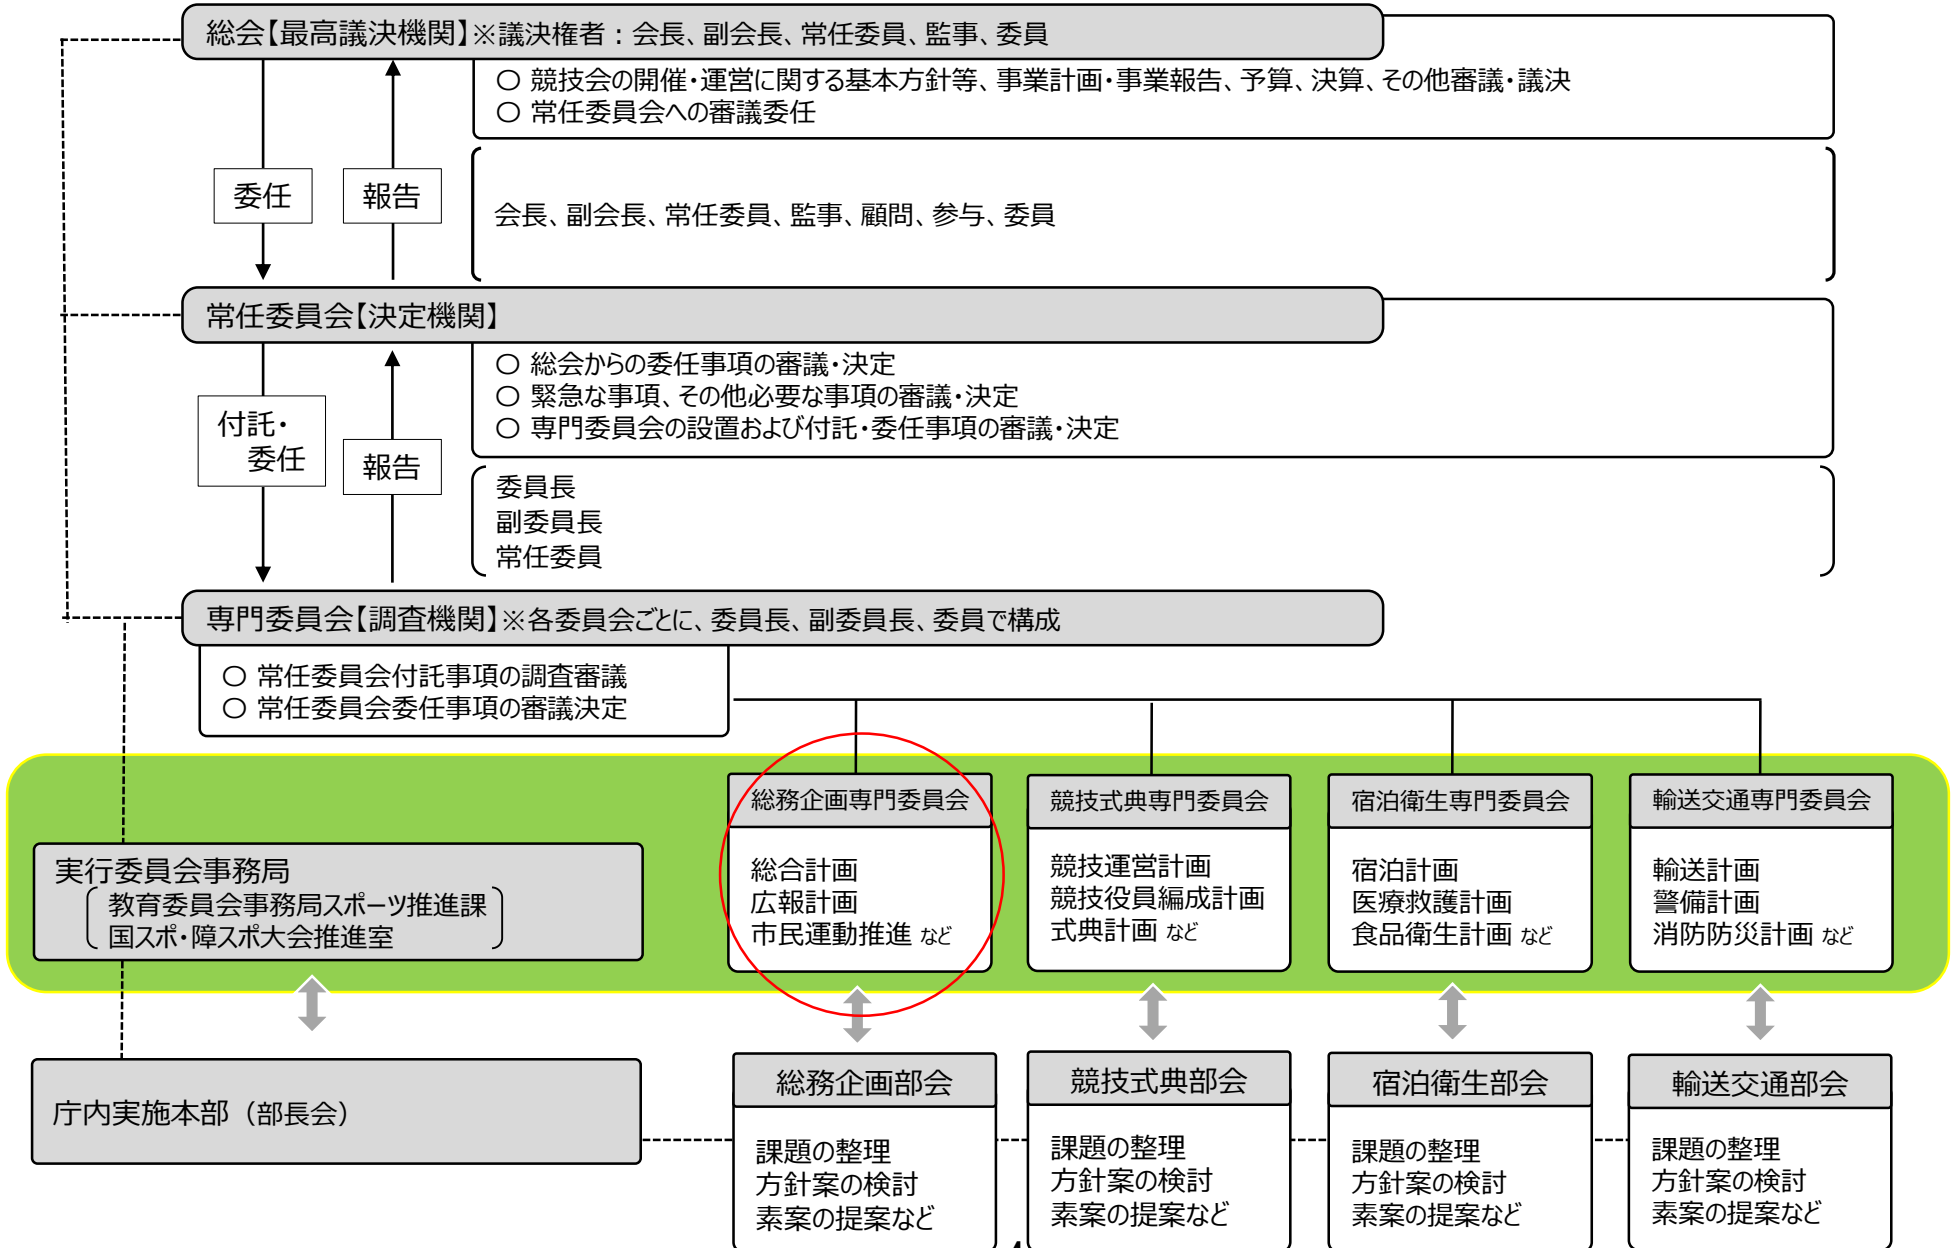 総会【最高議決機関】※議決権者：会長、副会長、常任委員、監事、委員
〇 競技会の開催・運営に関する基本方針等、事業計画・事業報告、予算、決算、その他審議・議決
〇 常任委員会への審議委任
委任
報告
会長、副会長、常任委員、監事、顧問、参与、委員
常任委員会【決定機関】
〇 総会からの委任事項の審議・決定
〇 緊急な事項、その他必要な事項の審議・決定
〇 専門委員会の設置および付託・委任事項の審議・決定
付託・
委任
報告
委員長
副委員長
常任委員
専門委員会【調査機関】※各委員会ごとに、委員長、副委員長、委員で構成
〇 常任委員会付託事項の調査審議
〇 常任委員会委任事項の審議決定
実行委員会事務局
教育委員会事務局スポーツ推進課
国スポ・障スポ大会推進室
総務企画専門委員会
総合計画
広報計画
市民運動推進 など
競技式典専門委員会
競技運営計画
競技役員編成計画
式典計画 など
宿泊衛生専門委員会
宿泊計画
医療救護計画
食品衛生計画 など
輸送交通専門委員会
輸送計画
警備計画
消防防災計画 など
庁内実施本部（部長会）
総務企画部会
課題の整理
方針案の検討
素案の提案など
競技式典部会
課題の整理
方針案の検討
素案の提案など
宿泊衛生部会
課題の整理
方針案の検討
素案の提案など
輸送交通部会
課題の整理
方針案の検討
素案の提案など